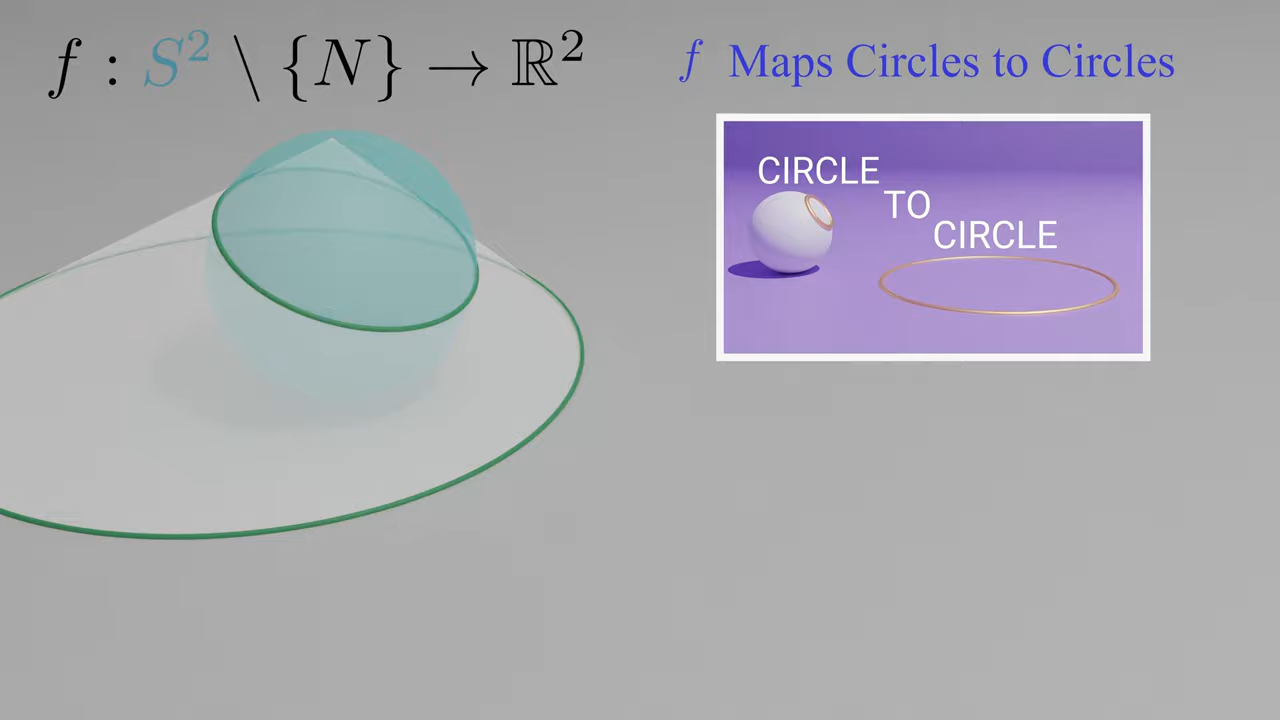 f : S² \ {N} → ℝ²
f Maps Circles to Circles
CIRCLE
TO
CIRCLE